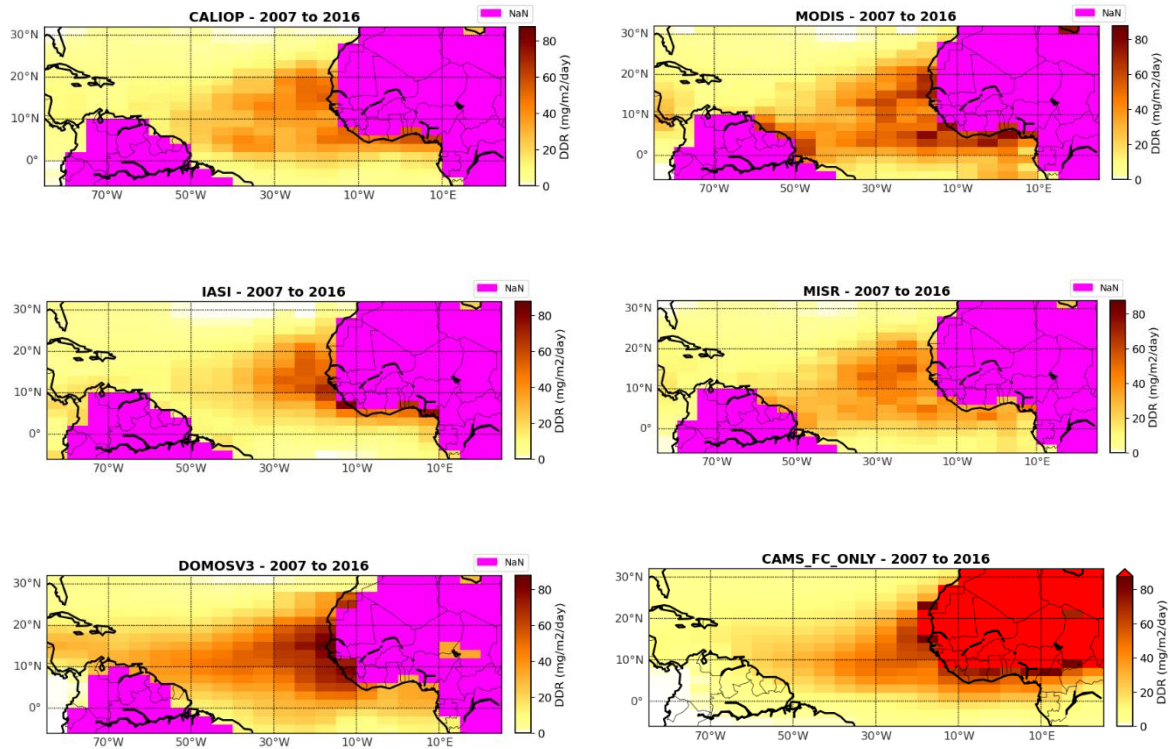 CALIOP - 2007 to 2016
NaN
30°N
20°N
10°N
0°
70°W
50°W
30°W
10°W
10°E
80
60
40
20
0
DDR (mg/m2/day)
MODIS - 2007 to 2016
NaN
30°N
20°N
10°N
0°
70°W
50°W
30°W
10°W
10°E
80
60
40
20
0
DDR (mg/m2/day)
IASI - 2007 to 2016
NaN
30°N
20°N
10°N
0°
70°W
50°W
30°W
10°W
10°E
80
60
40
20
0
DDR (mg/m2/day)
MISR - 2007 to 2016
NaN
30°N
20°N
10°N
0°
70°W
50°W
30°W
10°W
10°E
80
60
40
20
0
DDR (mg/m2/day)
DOMOSV3 - 2007 to 2016
NaN
30°N
20°N
10°N
0°
70°W
50°W
30°W
10°W
10°E
80
60
40
20
0
DDR (mg/m2/day)
CAMS_FC_ONLY - 2007 to 2016
30°N
20°N
10°N
0°
70°W
50°W
30°W
10°W
10°E
80
60
40
20
0
DDR (mg/m2/day)